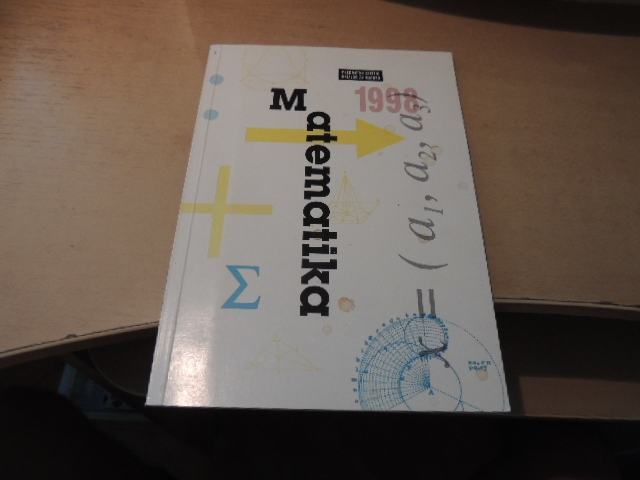 1998
Matematika
x = (a₁, a₂, a₃)
Σ